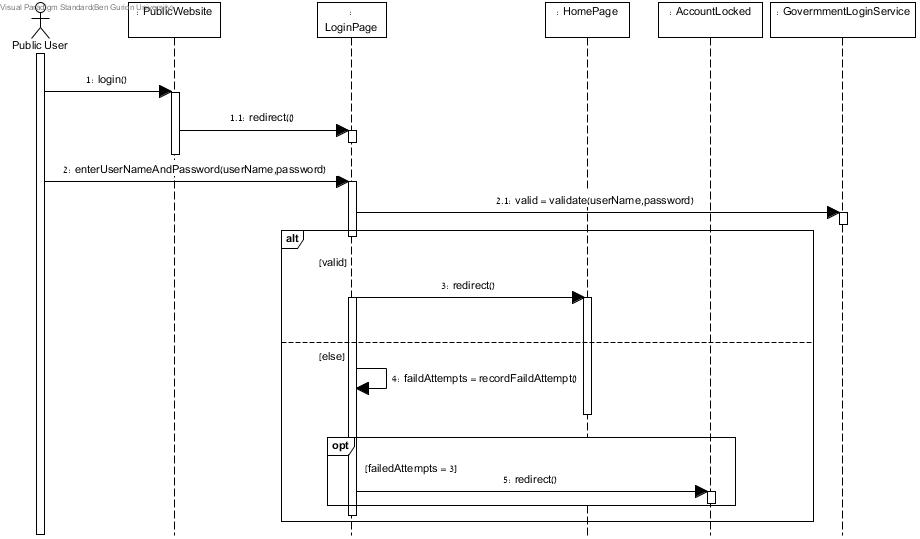 Visual Paradigm Standard(Ben Gurion University)
: PublicWebsite
:
LoginPage
: HomePage
: AccountLocked
: GovermmentLoginService
Public User
1: login()
1.1: redirect(()
2: enterUserNameAndPassword(userName,password)
2.1: valid = validate(userName,password)
alt
[valid]
3: redirect()
[else]
4: faildAttempts = recordFaildAttempt()
opt
[failedAttempts = 3]
5: redirect()